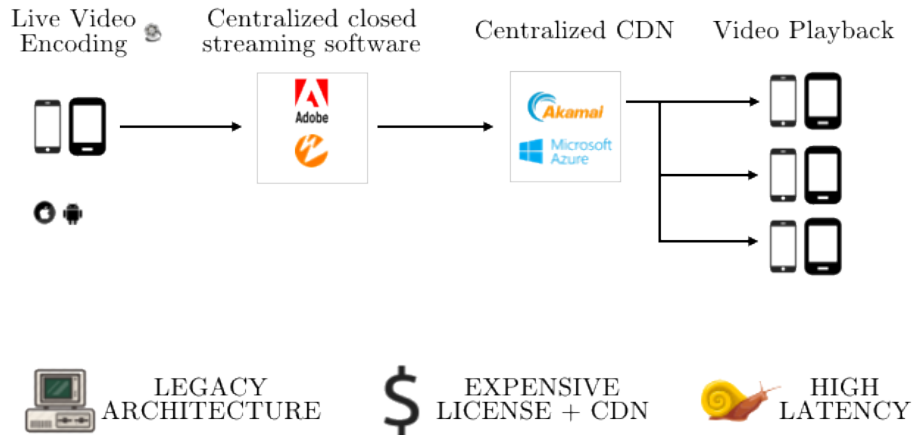 Live Video
Encoding
Centralized closed
streaming software
Centralized CDN
Video Playback
Adobe
Akamai
Microsoft
Azure
LEGACY
ARCHITECTURE
$
EXPENSIVE
LICENSE + CDN
HIGH
LATENCY